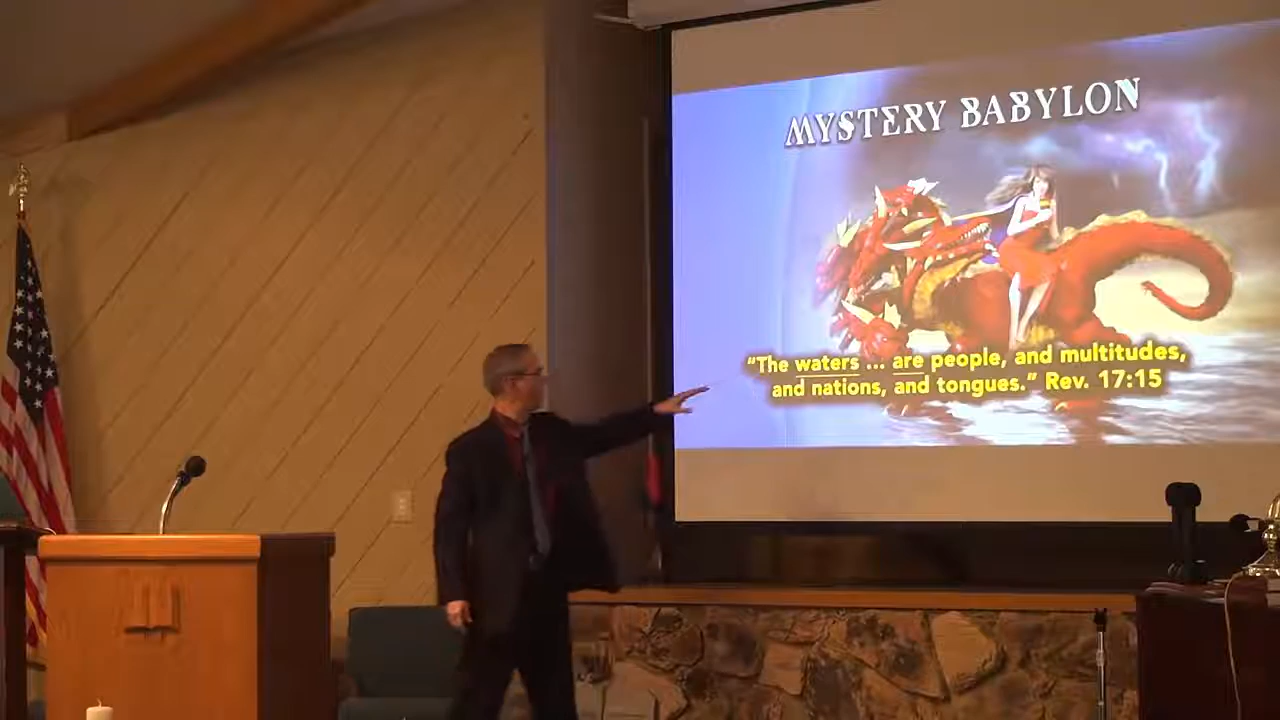 MYSTERY BABYLON
“The waters ... are people, and multitudes,
and nations, and tongues.” Rev. 17:15